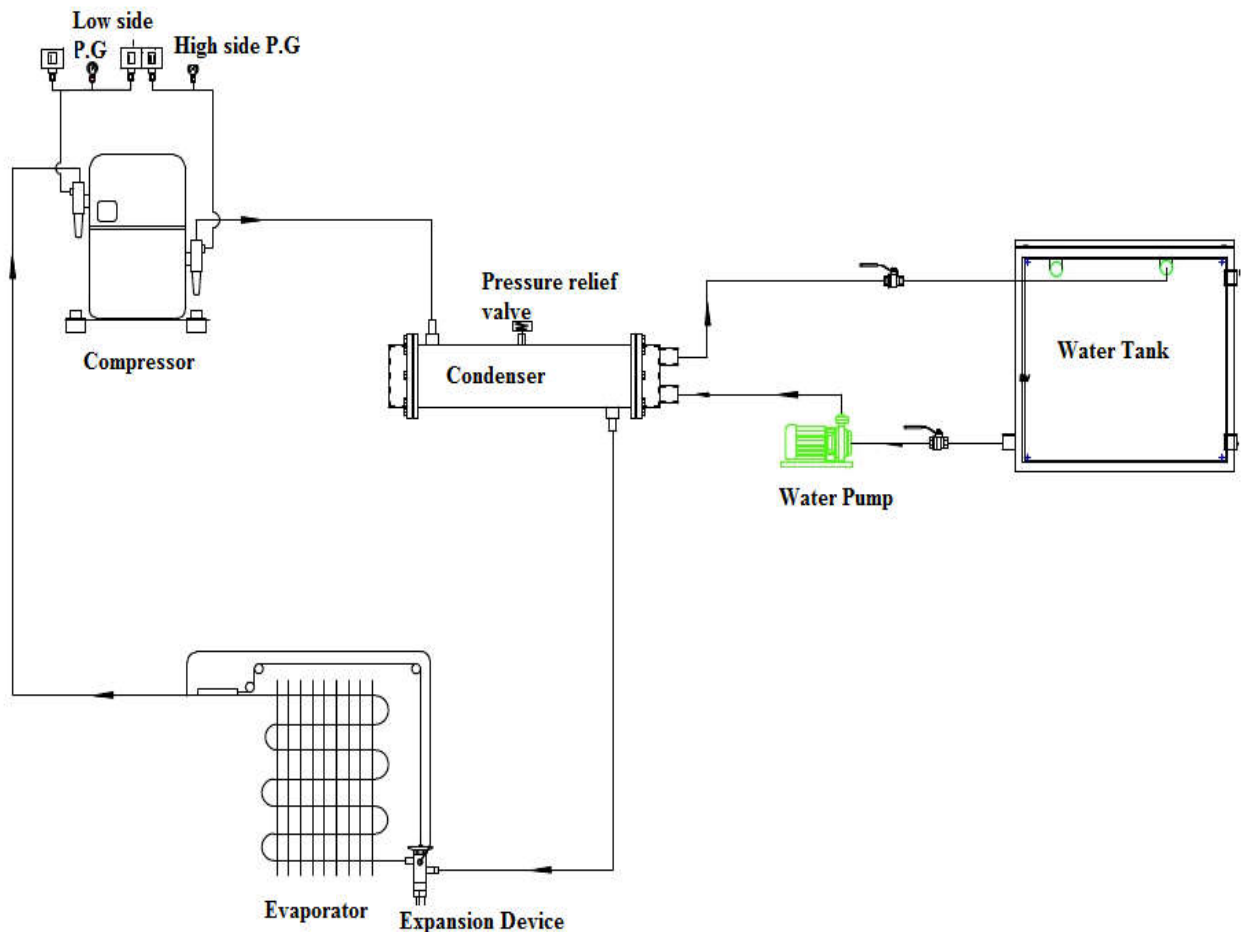 Low side
P.G
High side P.G
Compressor
Pressure relief
valve
Condenser
Water Tank
Water Pump
Evaporator
Expansion Device